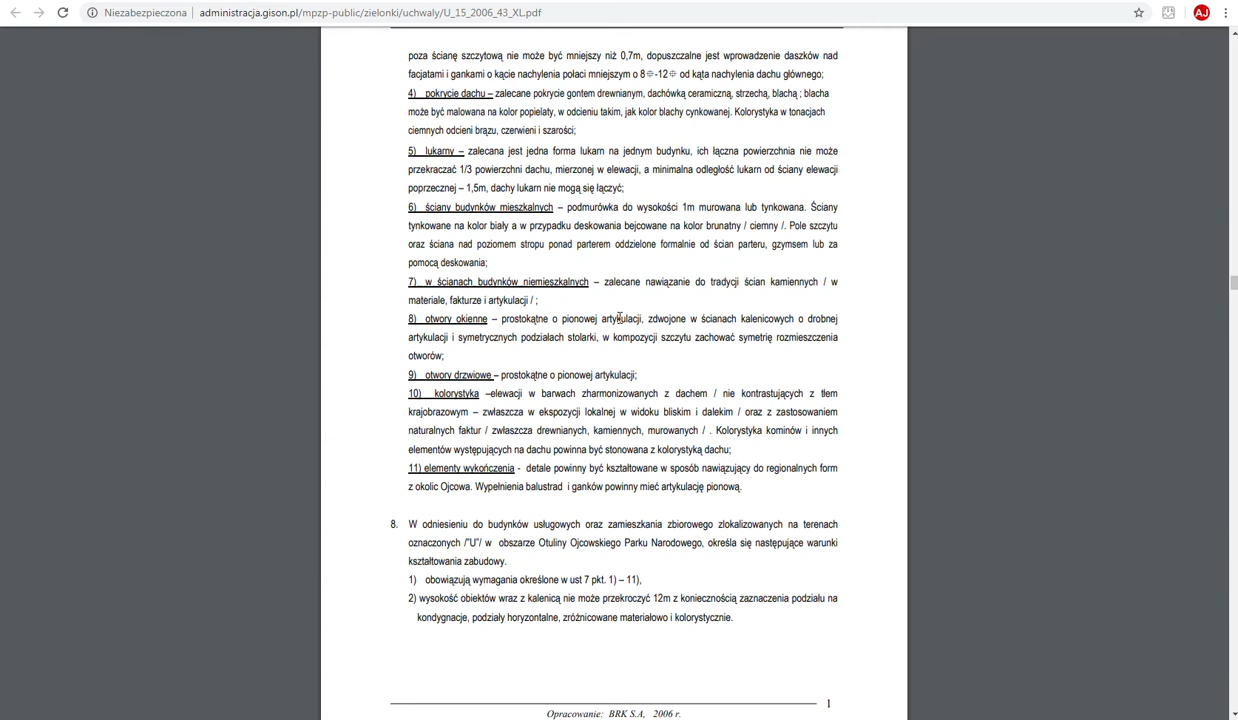 Niezabezpieczona
administracja.gison.pl/mpzp-public/zielonki/uchwaly/U_15_2006_43_XL.pdf
AJ
poza ścianę szczytową nie może być mniejszy niż 0,7m, dopuszczalne jest wprowadzenie daszków nad
facjatami i gankami o kącie nachylenia połaci mniejszym o 8÷-12÷ od kąta nachylenia dachu głównego;
4) pokrycie dachu – zalecane pokrycie gontem drewnianym, dachówką ceramiczną, strzechą, blachą ; blacha
może być malowana na kolor popielaty, w odcieniu takim, jak kolor blachy cynkowanej. Kolorystyka w tonacjach
ciemnych odcieni brązu, czerwieni i szarości;
5) lukarny – zalecana jest jedna forma lukarn na jednym budynku, ich łączna powierzchnia nie może
przekraczać 1/3 powierzchni dachu, mierzonej w elewacji, a minimalna odległość lukarn od ściany elewacji
poprzecznej – 1,5m, dachy lukarn nie mogą się łączyć;
6) ściany budynków mieszkalnych – podmurówka do wysokości 1m murowana lub tynkowana. Ściany
tynkowane na kolor biały a w przypadku deskowania bejcowane na kolor brunatny / ciemny /. Pole szczytu
oraz ściana nad poziomem stropu ponad parterem oddzielone formalnie od ścian parteru, gzymsem lub za
pomocą deskowania;
7) w ścianach budynków niemieszkalnych – zalecane nawiązanie do tradycji ścian kamiennych / w
materiale, fakturze i artykulacji / ;
8) otwory okienne – prostokątne o pionowej artykulacji, zdwojone w ścianach kalenicowych o drobnej
artykulacji i symetrycznych podziałach stolarki, w kompozycji szczytu zachować symetrię rozmieszczenia
otworów;
9) otwory drzwiowe – prostokątne o pionowej artykulacji;
10) kolorystyka –elewacji w barwach zharmonizowanych z dachem / nie kontrastujących z tłem
krajobrazowym – zwłaszcza w ekspozycji lokalnej w widoku bliskim i dalekim / oraz z zastosowaniem
naturalnych faktur / zwłaszcza drewnianych, kamiennych, murowanych / . Kolorystyka kominów i innych
elementów występujących na dachu powinna być stonowana z kolorystyką dachu;
11) elementy wykończenia - detale powinny być kształtowane w sposób nawiązujący do regionalnych form
z okolic Ojcowa. Wypełnienia balustrad i ganków powinny mieć artykulację pionową.
8. W odniesieniu do budynków usługowych oraz zamieszkania zbiorowego zlokalizowanych na terenach
oznaczonych /"U"/ w obszarze Otuliny Ojcowskiego Parku Narodowego, określa się następujące warunki
kształtowania zabudowy.
1) obowiązują wymagania określone w ust 7 pkt. 1) – 11),
2) wysokość obiektów wraz z kalenicą nie może przekroczyć 12m z koniecznością zaznaczenia podziału na
kondygnacje, podziały horyzontalne, zróżnicowane materiałowo i kolorystycznie.
1
Opracowanie: BRK S.A, 2006 r.